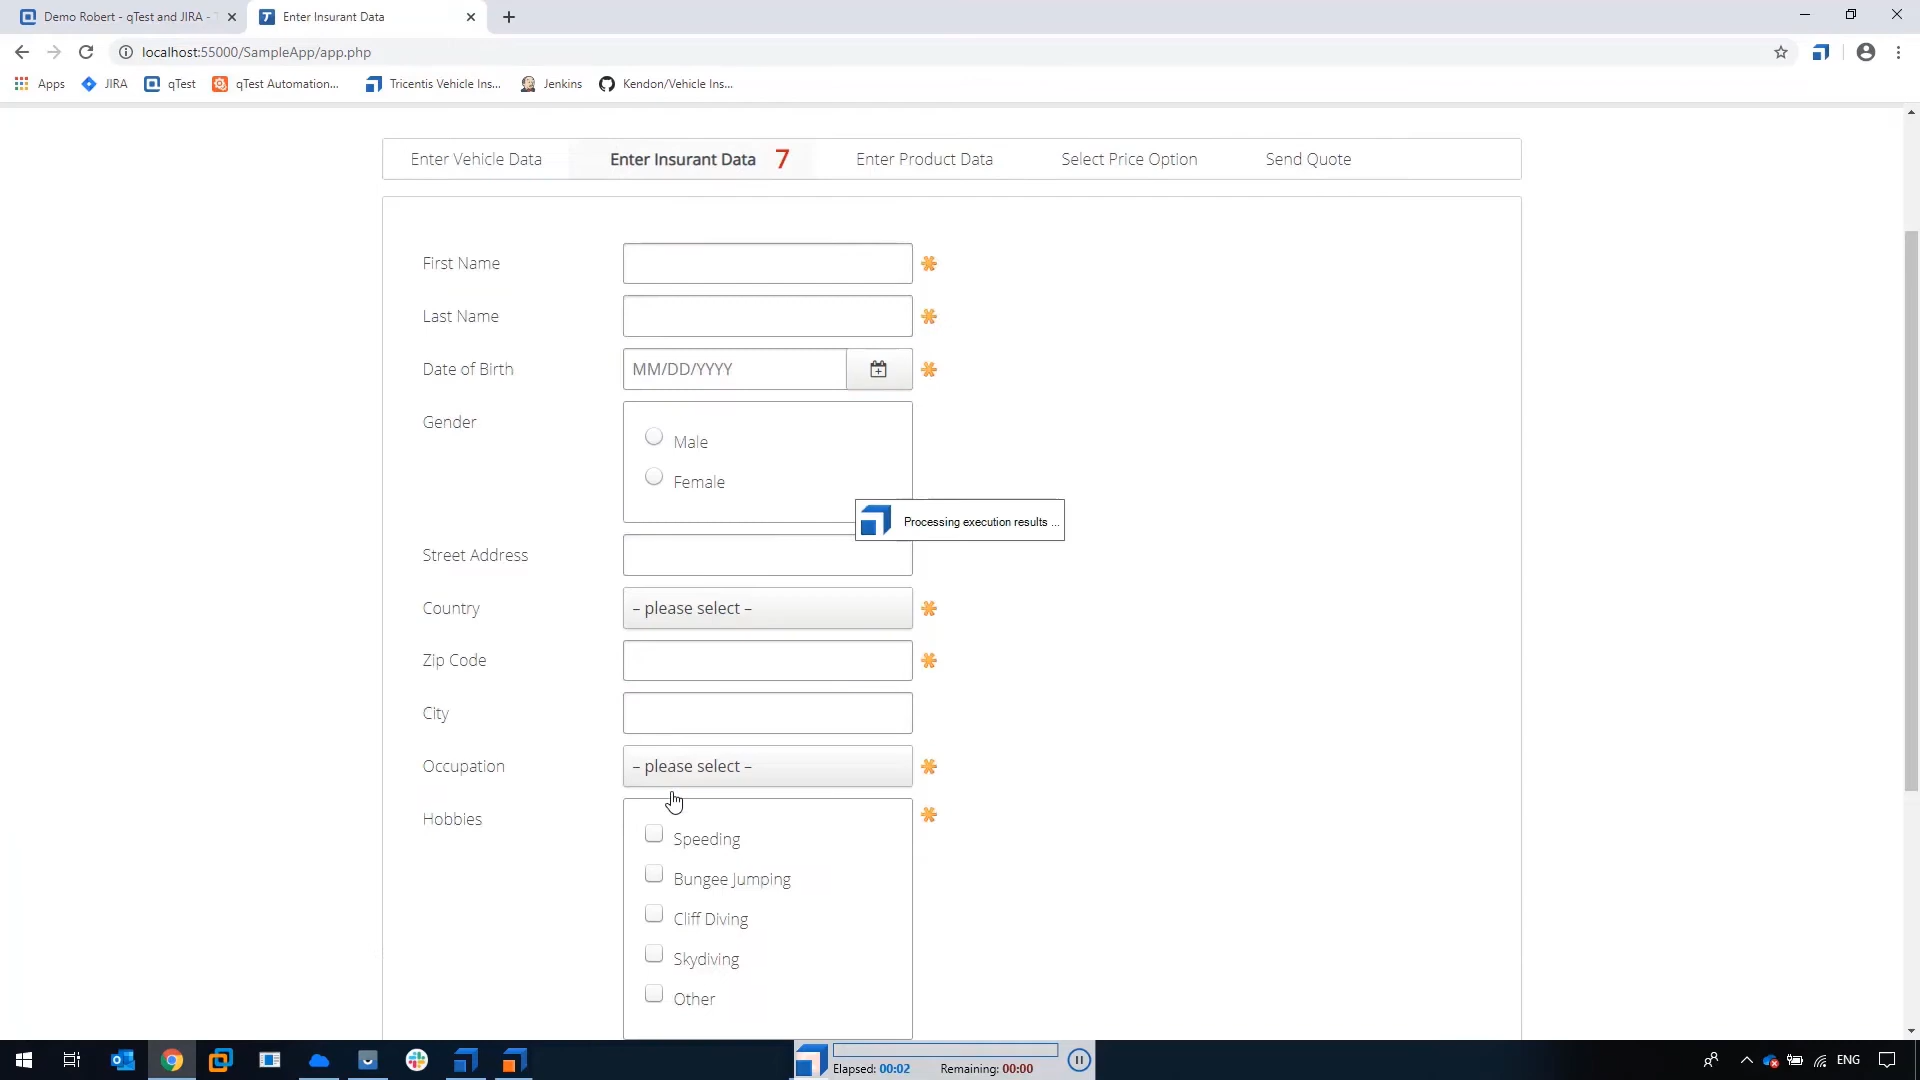 Demo Robert - qTest and JIRA -
Enter Insurant Data
localhost:55000/SampleApp/app.php
Apps
JIRA
qTest
qTest Automation...
Tricentis Vehicle Ins...
Jenkins
Kendon/Vehicle Ins...
Enter Vehicle Data
Enter Insurant Data 7
Enter Product Data
Select Price Option
Send Quote
First Name
Last Name
Date of Birth
MM/DD/YYYY
Gender
Male
Female
Processing execution results ...
Street Address
Country
– please select –
Zip Code
City
Occupation
– please select –
Hobbies
Speeding
Bungee Jumping
Cliff Diving
Skydiving
Other
Elapsed: 00:02
Remaining: 00:00
ENG